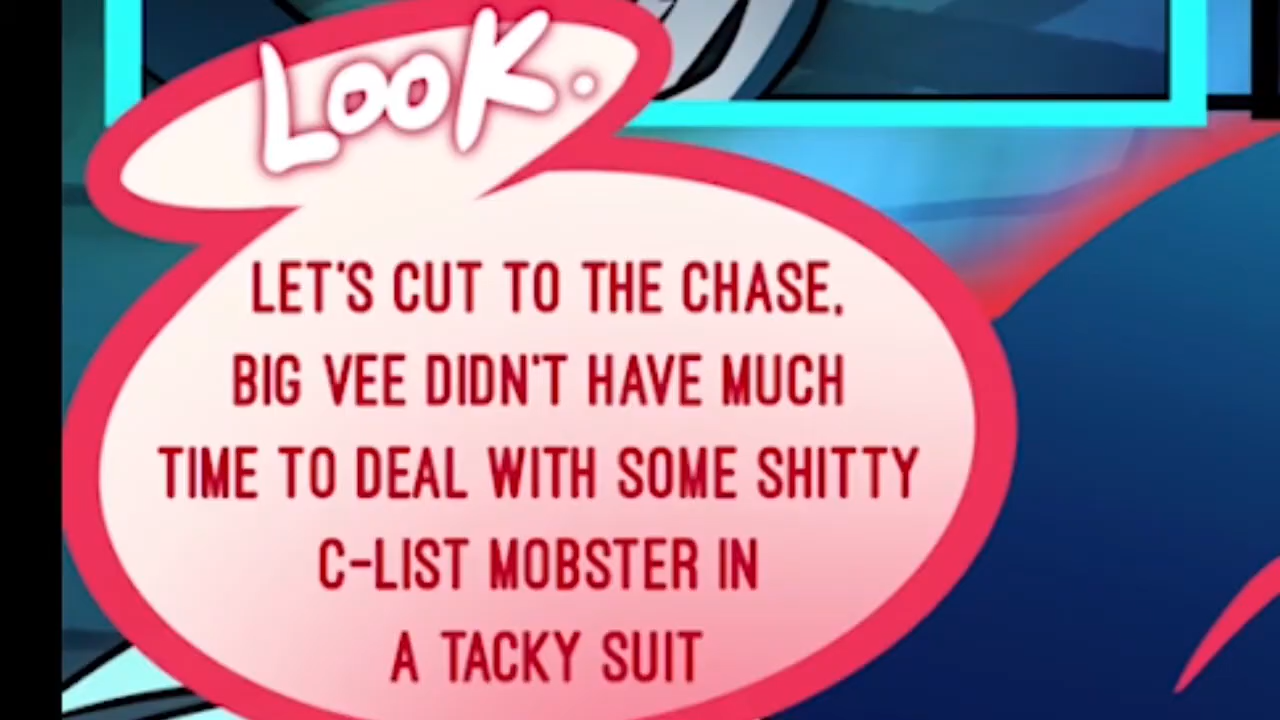 LOOK.
LET'S CUT TO THE CHASE,
BIG VEE DIDN'T HAVE MUCH
TIME TO DEAL WITH SOME SHITTY
C-LIST MOBSTER IN
A TACKY SUIT